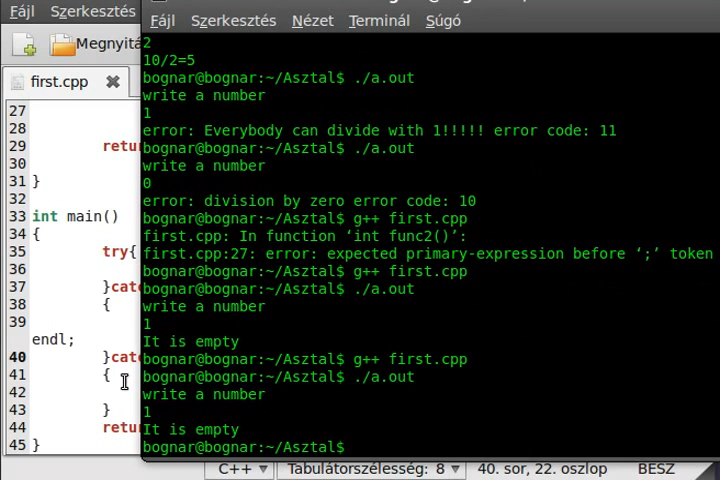 Fájl Szerkesztés
Megnyitá
first.cpp
27
28
29 retu
30
31 }
32
33 int main()
34 {
35 try{
36
37 }catc
38 {
39
endl;
40 }catc
41 {
42
43 }
44 retu
45 }
Fájl Szerkesztés Nézet Terminál Súgó
2
10/2=5
bognar@bognar:~/Asztal$ ./a.out
write a number
1
error: Everybody can divide with 1!!!!! error code: 11
bognar@bognar:~/Asztal$ ./a.out
write a number
0
error: division by zero error code: 10
bognar@bognar:~/Asztal$ g++ first.cpp
first.cpp: In function ‘int func2()’:
first.cpp:27: error: expected primary-expression before ‘;’ token
bognar@bognar:~/Asztal$ g++ first.cpp
bognar@bognar:~/Asztal$ ./a.out
write a number
1
It is empty
bognar@bognar:~/Asztal$ g++ first.cpp
bognar@bognar:~/Asztal$ ./a.out
write a number
1
It is empty
bognar@bognar:~/Asztal$
C++ Tabulátorszélesség: 8 40. sor, 22. oszlop BESZ